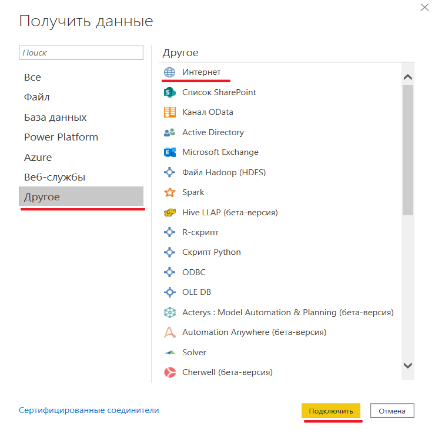 Получить данные
Поиск
Все
Файл
База данных
Power Platform
Azure
Веб-службы
Другое
Другое
Интернет
Список SharePoint
Канал OData
Active Directory
Microsoft Exchange
Файл Hadoop (HDFS)
Spark
Hive LLAP (бета-версия)
R-скрипт
Скрипт Python
ODBC
OLE DB
Acterys : Model Automation & Planning (бета-версия)
Automation Anywhere (бета-версия)
Solver
Cherwell (бета-версия)
Сертифицированные соединители
Подключить
Отмена